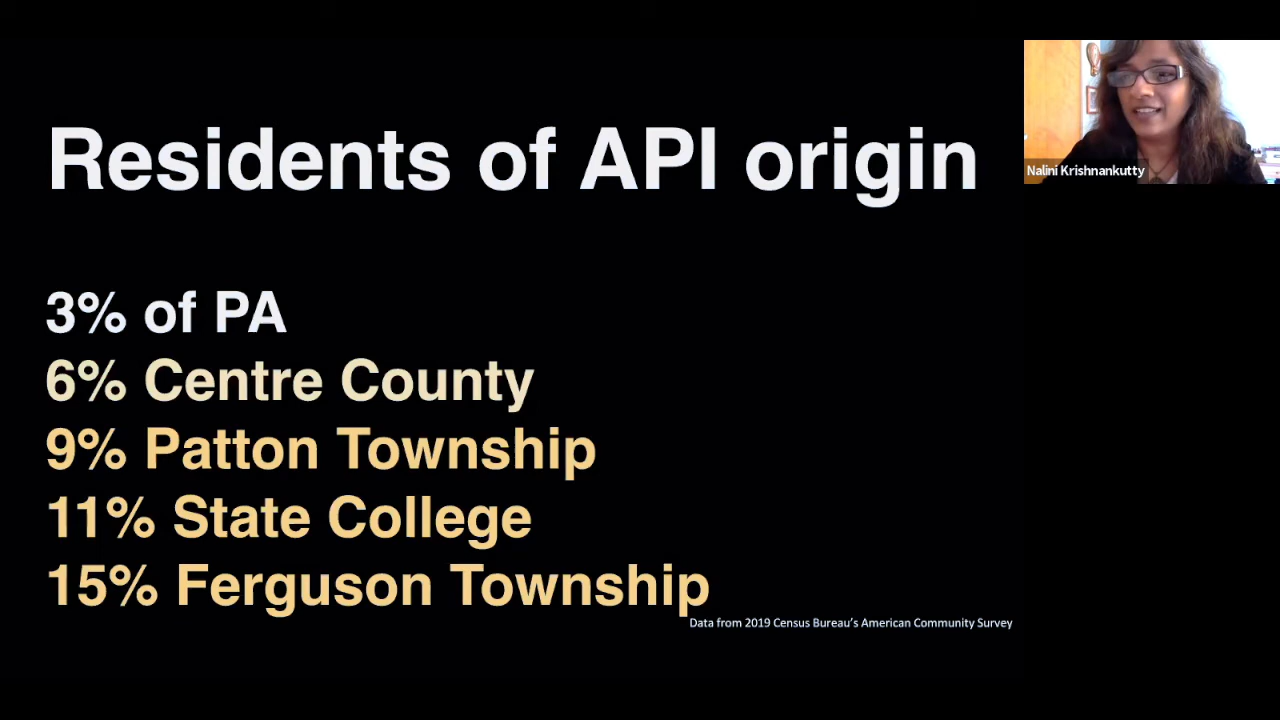 Residents of API origin
Nalini Krishnankutty
3% of PA
6% Centre County
9% Patton Township
11% State College
15% Ferguson Township
Data from 2019 Census Bureau's American Community Survey